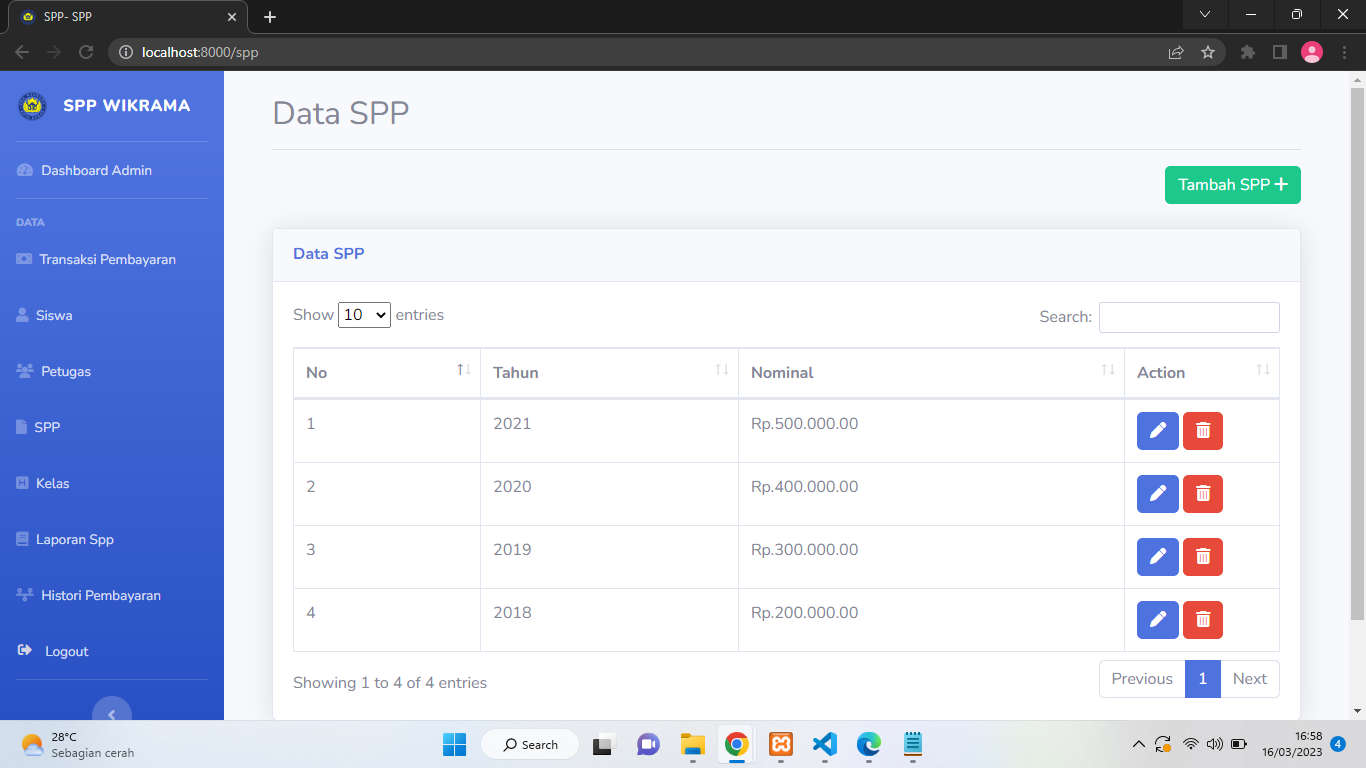 SPP- SPP
localhost:8000/spp
SPP WIKRAMA
Dashboard Admin
DATA
Transaksi Pembayaran
Siswa
Petugas
SPP
Kelas
Laporan Spp
Histori Pembayaran
Logout
Data SPP
Tambah SPP
Data SPP
Show 10 entries
Search:
No Tahun Nominal Action
1 2021 Rp.500.000.00
2 2020 Rp.400.000.00
3 2019 Rp.300.000.00
4 2018 Rp.200.000.00
Showing 1 to 4 of 4 entries
Previous 1 Next
28°C
Sebagian cerah
Search
16:58
16/03/2023
4